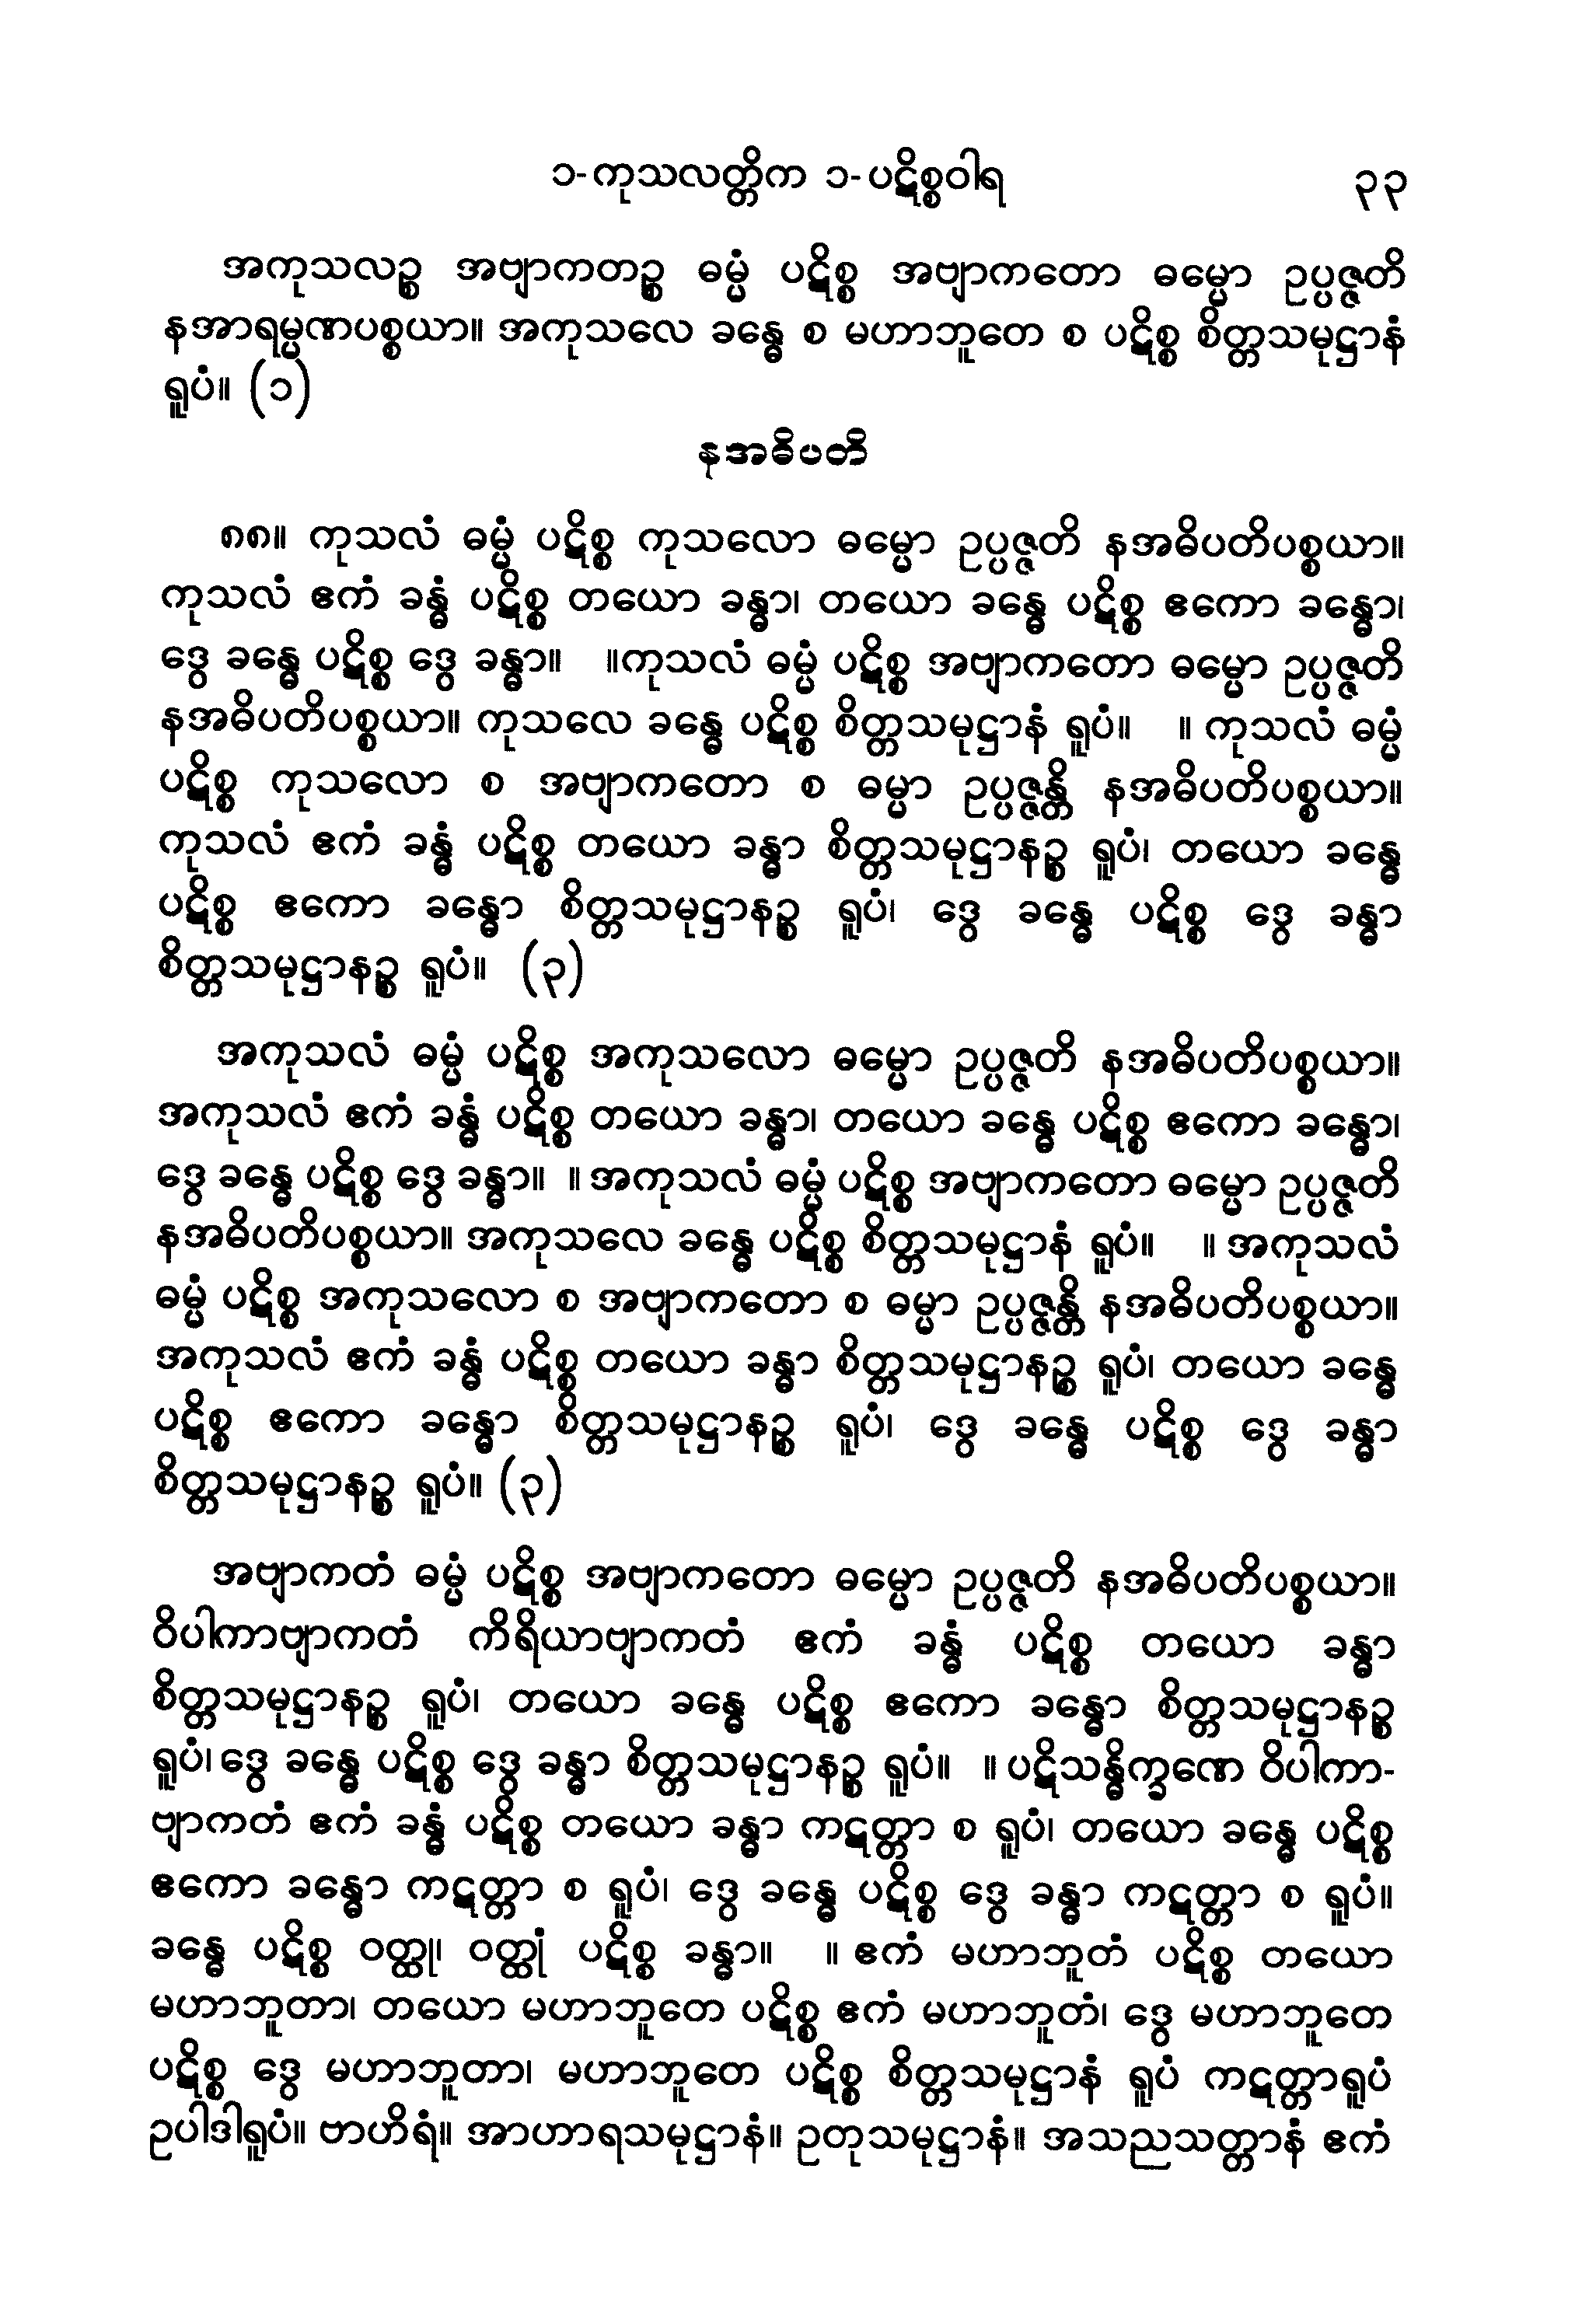 ၁-ကုသလတ္တိက ၁-ပဋိစ္စဝါရ ၃၃
အကုသလဉ္စ အဗျာကတဉ္စ ဓမ္မံ ပဋိစ္စ အဗျာကတော ဓမ္မော ဥပ္ပဇ္ဇတိ
နအာရမ္မဏပစ္စယာ။ အကုသလေ ခန္ဓေ စ မဟာဘူတေ စ ပဋိစ္စ စိတ္တသမုဋ္ဌာနံ
ရူပံ။ (၁)
နအဓိပတိ
၈၈။ ကုသလံ ဓမ္မံ ပဋိစ္စ ကုသလော ဓမ္မော ဥပ္ပဇ္ဇတိ နအဓိပတိပစ္စယာ။
ကုသလံ ဧကံ ခန္ဓံ ပဋိစ္စ တယော ခန္ဓာ၊ တယော ခန္ဓေ ပဋိစ္စ ဧကော ခန္ဓော၊
ဒွေ ခန္ဓေ ပဋိစ္စ ဒွေ ခန္ဓာ။ ။ကုသလံ ဓမ္မံ ပဋိစ္စ အဗျာကတော ဓမ္မော ဥပ္ပဇ္ဇတိ
နအဓိပတိပစ္စယာ။ ကုသလေ ခန္ဓေ ပဋိစ္စ စိတ္တသမုဋ္ဌာနံ ရူပံ။ ။ ကုသလံ ဓမ္မံ
ပဋိစ္စ ကုသလော စ အဗျာကတော စ ဓမ္မာ ဥပ္ပဇ္ဇန္တိ နအဓိပတိပစ္စယာ။
ကုသလံ ဧကံ ခန္ဓံ ပဋိစ္စ တယော ခန္ဓာ စိတ္တသမုဋ္ဌာနဉ္စ ရူပံ၊ တယော ခန္ဓေ
ပဋိစ္စ ဧကော ခန္ဓော စိတ္တသမုဋ္ဌာနဉ္စ ရူပံ၊ ဒွေ ခန္ဓေ ပဋိစ္စ ဒွေ ခန္ဓာ
စိတ္တသမုဋ္ဌာနဉ္စ ရူပံ။ (၃)
အကုသလံ ဓမ္မံ ပဋိစ္စ အကုသလော ဓမ္မော ဥပ္ပဇ္ဇတိ နအဓိပတိပစ္စယာ။
အကုသလံ ဧကံ ခန္ဓံ ပဋိစ္စ တယော ခန္ဓာ၊ တယော ခန္ဓေ ပဋိစ္စ ဧကော ခန္ဓော၊
ဒွေ ခန္ဓေ ပဋိစ္စ ဒွေ ခန္ဓာ။ ။ အကုသလံ ဓမ္မံ ပဋိစ္စ အဗျာကတော ဓမ္မော ဥပ္ပဇ္ဇတိ
နအဓိပတိပစ္စယာ။ အကုသလေ ခန္ဓေ ပဋိစ္စ စိတ္တသမုဋ္ဌာနံ ရူပံ။ ။ အကုသလံ
ဓမ္မံ ပဋိစ္စ အကုသလော စ အဗျာကတော စ ဓမ္မာ ဥပ္ပဇ္ဇန္တိ နအဓိပတိပစ္စယာ။
အကုသလံ ဧကံ ခန္ဓံ ပဋိစ္စ တယော ခန္ဓာ စိတ္တသမုဋ္ဌာနဉ္စ ရူပံ၊ တယော ခန္ဓေ
ပဋိစ္စ ဧကော ခန္ဓော စိတ္တသမုဋ္ဌာနဉ္စ ရူပံ၊ ဒွေ ခန္ဓေ ပဋိစ္စ ဒွေ ခန္ဓာ
စိတ္တသမုဋ္ဌာနဉ္စ ရူပံ။ (၃)
အဗျာကတံ ဓမ္မံ ပဋိစ္စ အဗျာကတော ဓမ္မော ဥပ္ပဇ္ဇတိ နအဓိပတိပစ္စယာ။
ဝိပါကာဗျာကတံ ကိရိယာဗျာကတံ ဧကံ ခန္ဓံ ပဋိစ္စ တယော ခန္ဓာ
စိတ္တသမုဋ္ဌာနဉ္စ ရူပံ၊ တယော ခန္ဓေ ပဋိစ္စ ဧကော ခန္ဓော စိတ္တသမုဋ္ဌာနဉ္စ
ရူပံ၊ ဒွေ ခန္ဓေ ပဋိစ္စ ဒွေ ခန္ဓာ စိတ္တသမုဋ္ဌာနဉ္စ ရူပံ။ ။ ပဋိသန္ဓိက္ခဏေ ဝိပါကာ-
ဗျာကတံ ဧကံ ခန္ဓံ ပဋိစ္စ တယော ခန္ဓာ ကဋတ္တာ စ ရူပံ၊ တယော ခန္ဓေ ပဋိစ္စ
ဧကော ခန္ဓော ကဋတ္တာ စ ရူပံ၊ ဒွေ ခန္ဓေ ပဋိစ္စ ဒွေ ခန္ဓာ ကဋတ္တာ စ ရူပံ။
ခန္ဓေ ပဋိစ္စ ဝတ္ထု၊ ဝတ္ထုံ ပဋိစ္စ ခန္ဓာ။ ။ ဧကံ မဟာဘူတံ ပဋိစ္စ တယော
မဟာဘူတာ၊ တယော မဟာဘူတေ ပဋိစ္စ ဧကံ မဟာဘူတံ၊ ဒွေ မဟာဘူတေ
ပဋိစ္စ ဒွေ မဟာဘူတာ၊ မဟာဘူတေ ပဋိစ္စ စိတ္တသမုဋ္ဌာနံ ရူပံ ကဋတ္တာရူပံ
ဥပါဒါရူပံ။ ဗာဟိရံ။ အာဟာရသမုဋ္ဌာနံ။ ဥတုသမုဋ္ဌာနံ။ အသညသတ္တာနံ ဧကံ